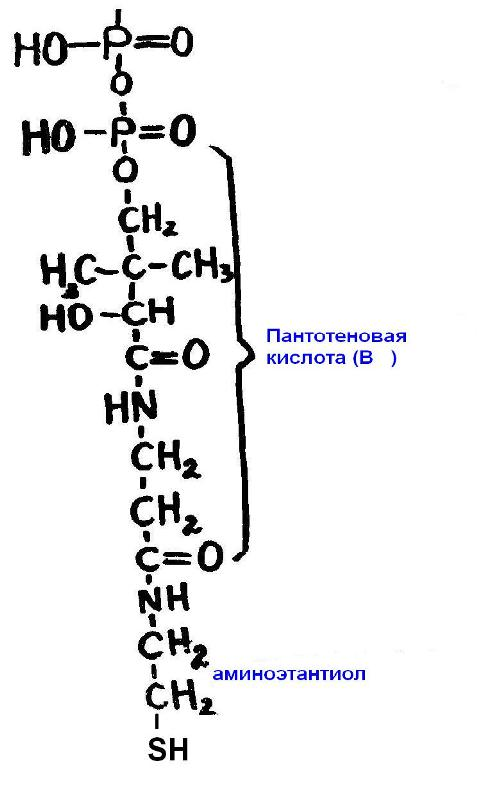 HO-P=O
O
HO-P=O
O
CH2
H3C-C-CH3
HO-CH
C=O
HN
CH2
CH2
C=O
NH
CH2
CH2
SH
Пантотеновая
кислота (В )
аминоэтантиол